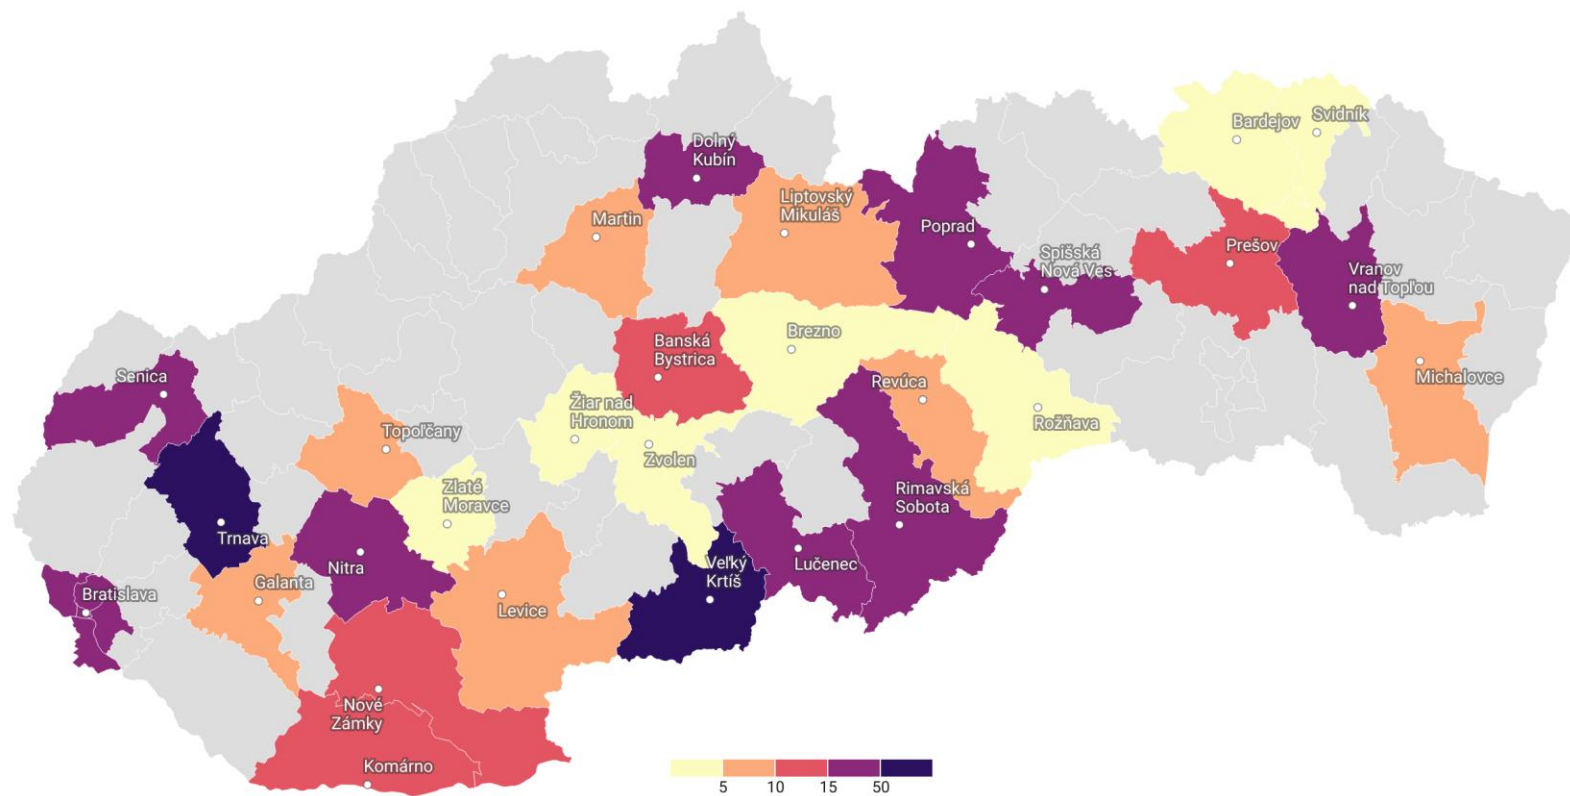 Bardejov
Svidník
Dolný
Kubín
Liptovský
Mikuláš
Martin
Poprad
Spišská
Nová Ves
Prešov
Vranov
nad Topľou
Brezno
Banská
Bystrica
Senica
Revúca
Michalovce
Žiar nad
Hronom
Rožňava
Topoľčany
Zvolen
Zlaté
Moravce
Rimavská
Sobota
Trnava
Nitra
Lučenec
Veľký
Krtíš
Galanta
Bratislava
Levice
Nové
Zámky
Komárno
5 10 15 50